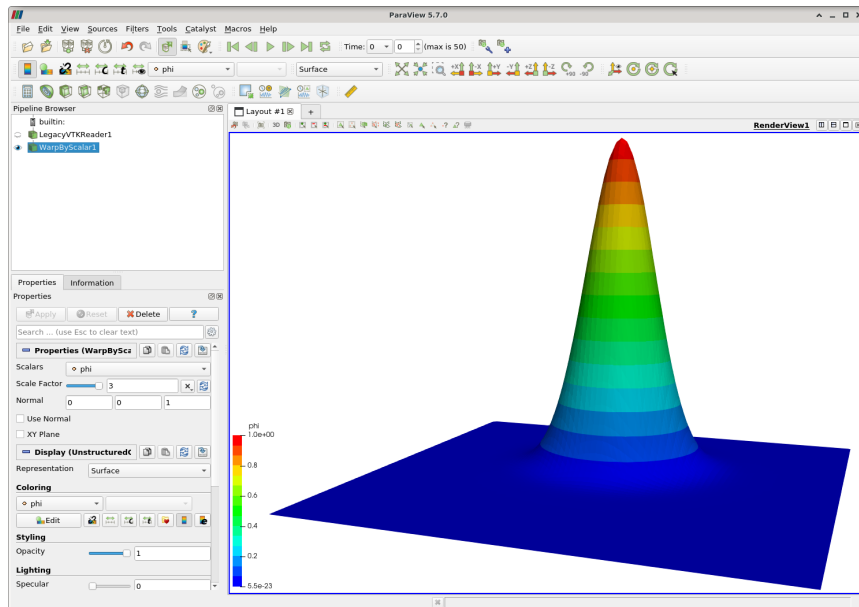 ParaView 5.7.0
File Edit View Sources Filters Tools Catalyst Macros Help
Time: 0 0 (max is 50)
phi Surface +X -X +Y -Y +Z -Z +90 -90
Pipeline Browser
Layout #1 +
3D RenderView1
builtin:
LegacyVTKReader1
WarpByScalar1
Properties Information
Properties
Apply Reset Delete ?
Search ... (use Esc to clear text)
Properties (WarpBySca
Scalars phi
Scale Factor 3
Normal 0 0 1
Use Normal
XY Plane
Display (Unstructured
Representation Surface
Coloring
phi
Edit
Styling
Opacity 1
Lighting
Specular 0
phi
1.0e+00
0.8
0.6
0.4
0.2
5.5e-23